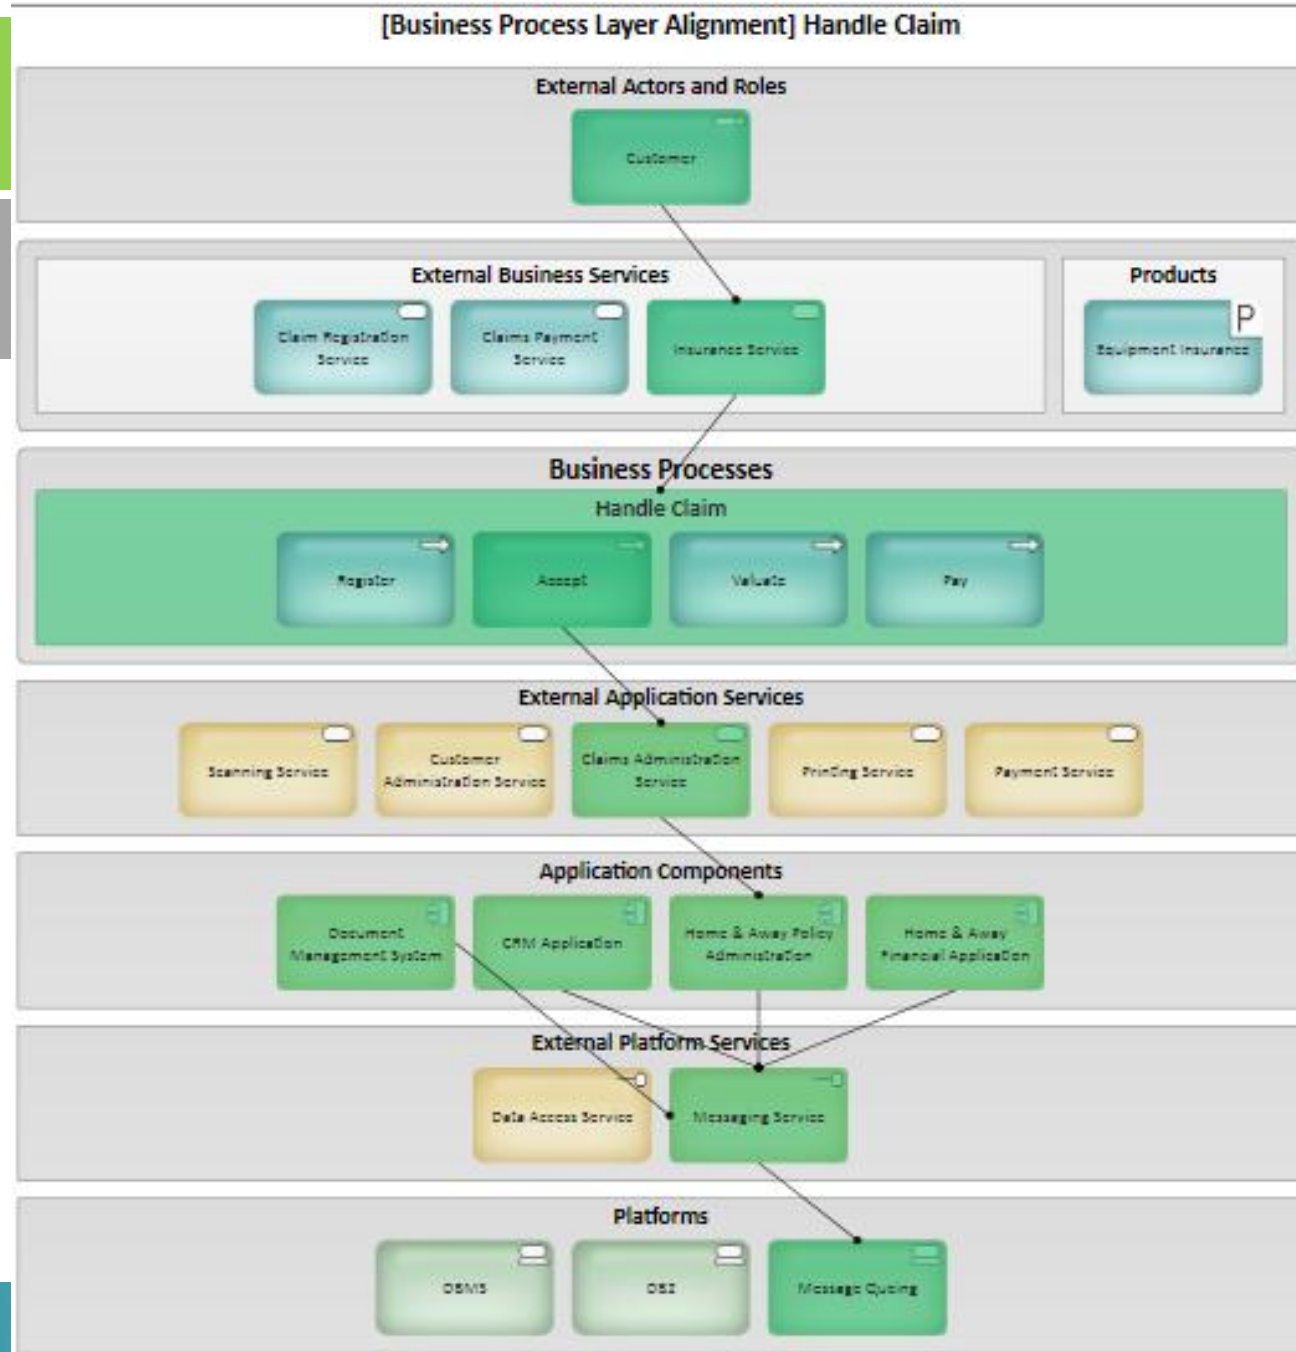 [Business Process Layer Alignment] Handle Claim
External Actors and Roles
Customer
External Business Services
Products
Claim Registration
Service
Claims Payment
Service
Insurance Service
P
Equipment Insurance
Business Processes
Handle Claim
Register
Accept
Valuate
Pay
External Application Services
Scanning Service
Customer
Administration Service
Claims Administration
Service
Printing Service
Payment Service
Application Components
Document
Management System
CRM Application
Home & Away Policy
Administration
Home & Away
Financial Application
External Platform Services
Data Access Service
Messaging Service
Platforms
DBMS
DB2
Message Queing